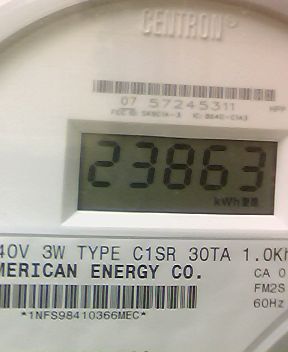 CENTRON®
07 57245311
23863
kWh
40V 3W TYPE C1SR 30TA 1.0Kh
MERICAN ENERGY CO.
CA 0
FM2S
60Hz
*1NFS98410366MEC*